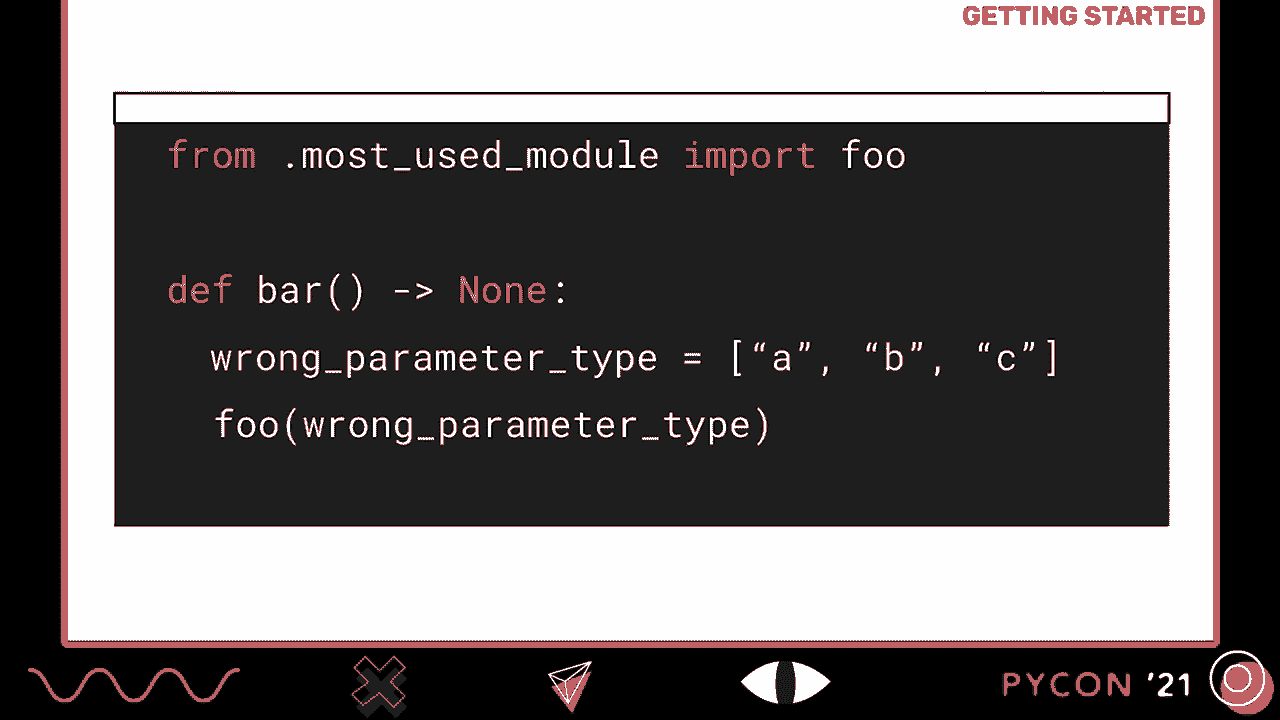 GETTING STARTED
from .most_used_module import foo
def bar() -> None:
wrong_parameter_type = [“a”, “b”, “c”]
foo(wrong_parameter_type)
PYCON ’21